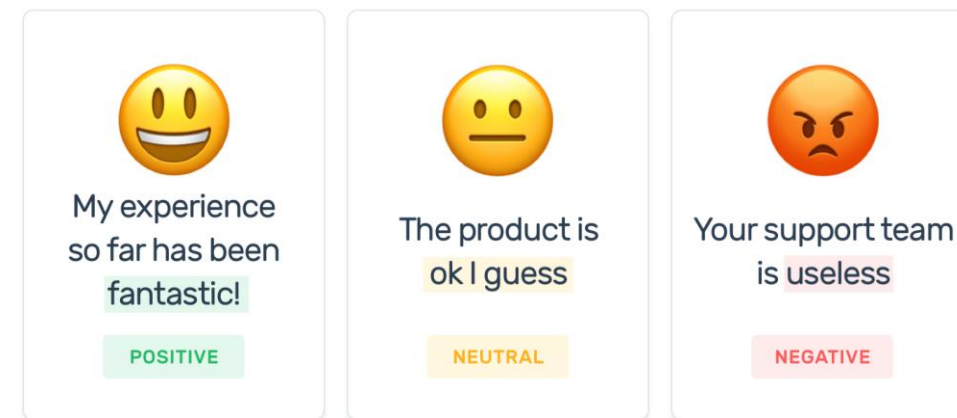 My experience
so far has been
fantastic!
POSITIVE
The product is
ok I guess
NEUTRAL
Your support team
is useless
NEGATIVE